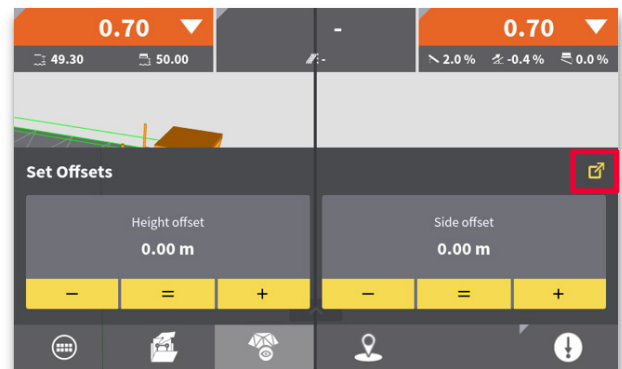 0.70 - 0.70
49.30 50.00 - 2.0 % -0.4 % 0.0 %
Set Offsets
Height offset Side offset
0.00 m 0.00 m
− = + − = +